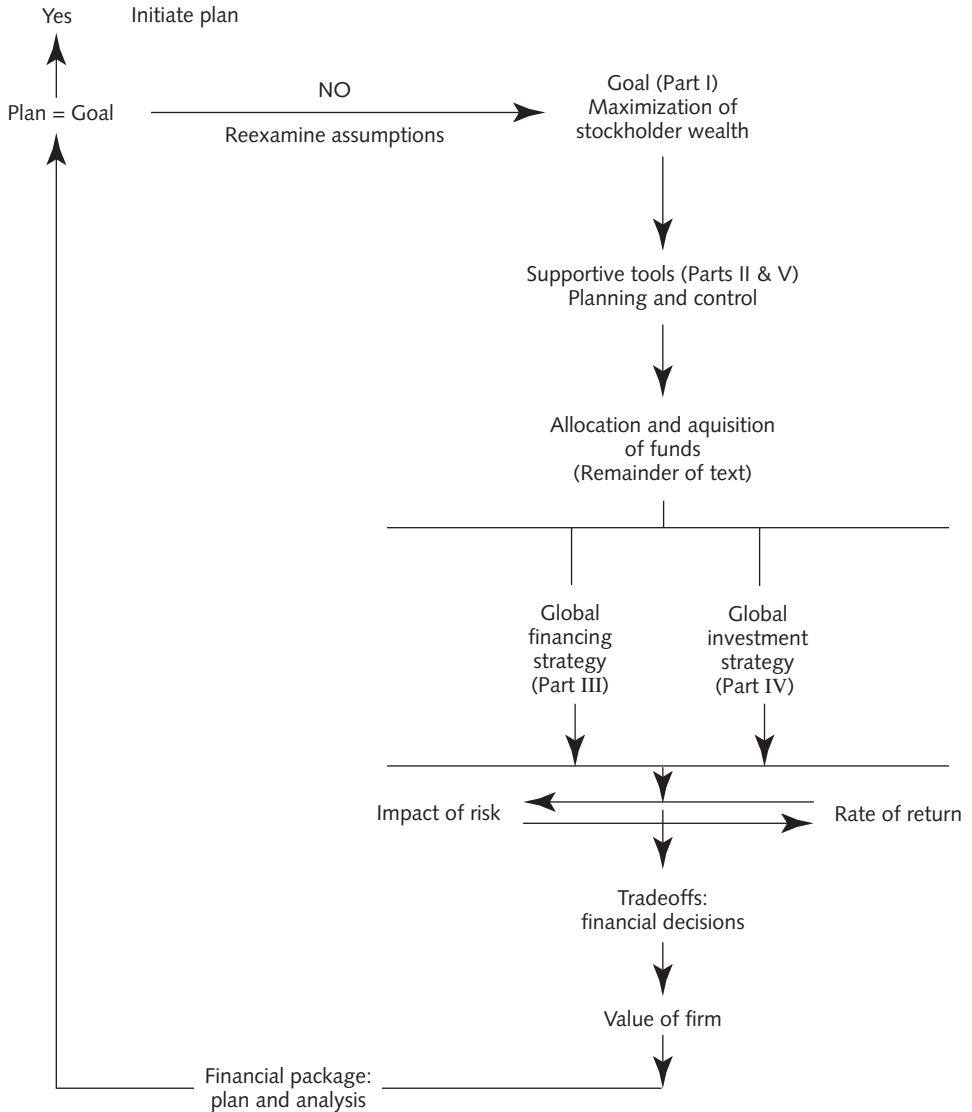 Yes
Initiate plan
Plan = Goal
NO
Reexamine assumptions
Goal (Part I)
Maximization of
stockholder wealth
Supportive tools (Parts II & V)
Planning and control
Allocation and aquisition
of funds
(Remainder of text)
Global
financing
strategy
(Part III)
Global
investment
strategy
(Part IV)
Impact of risk
Rate of return
Tradeoffs:
financial decisions
Value of firm
Financial package:
plan and analysis